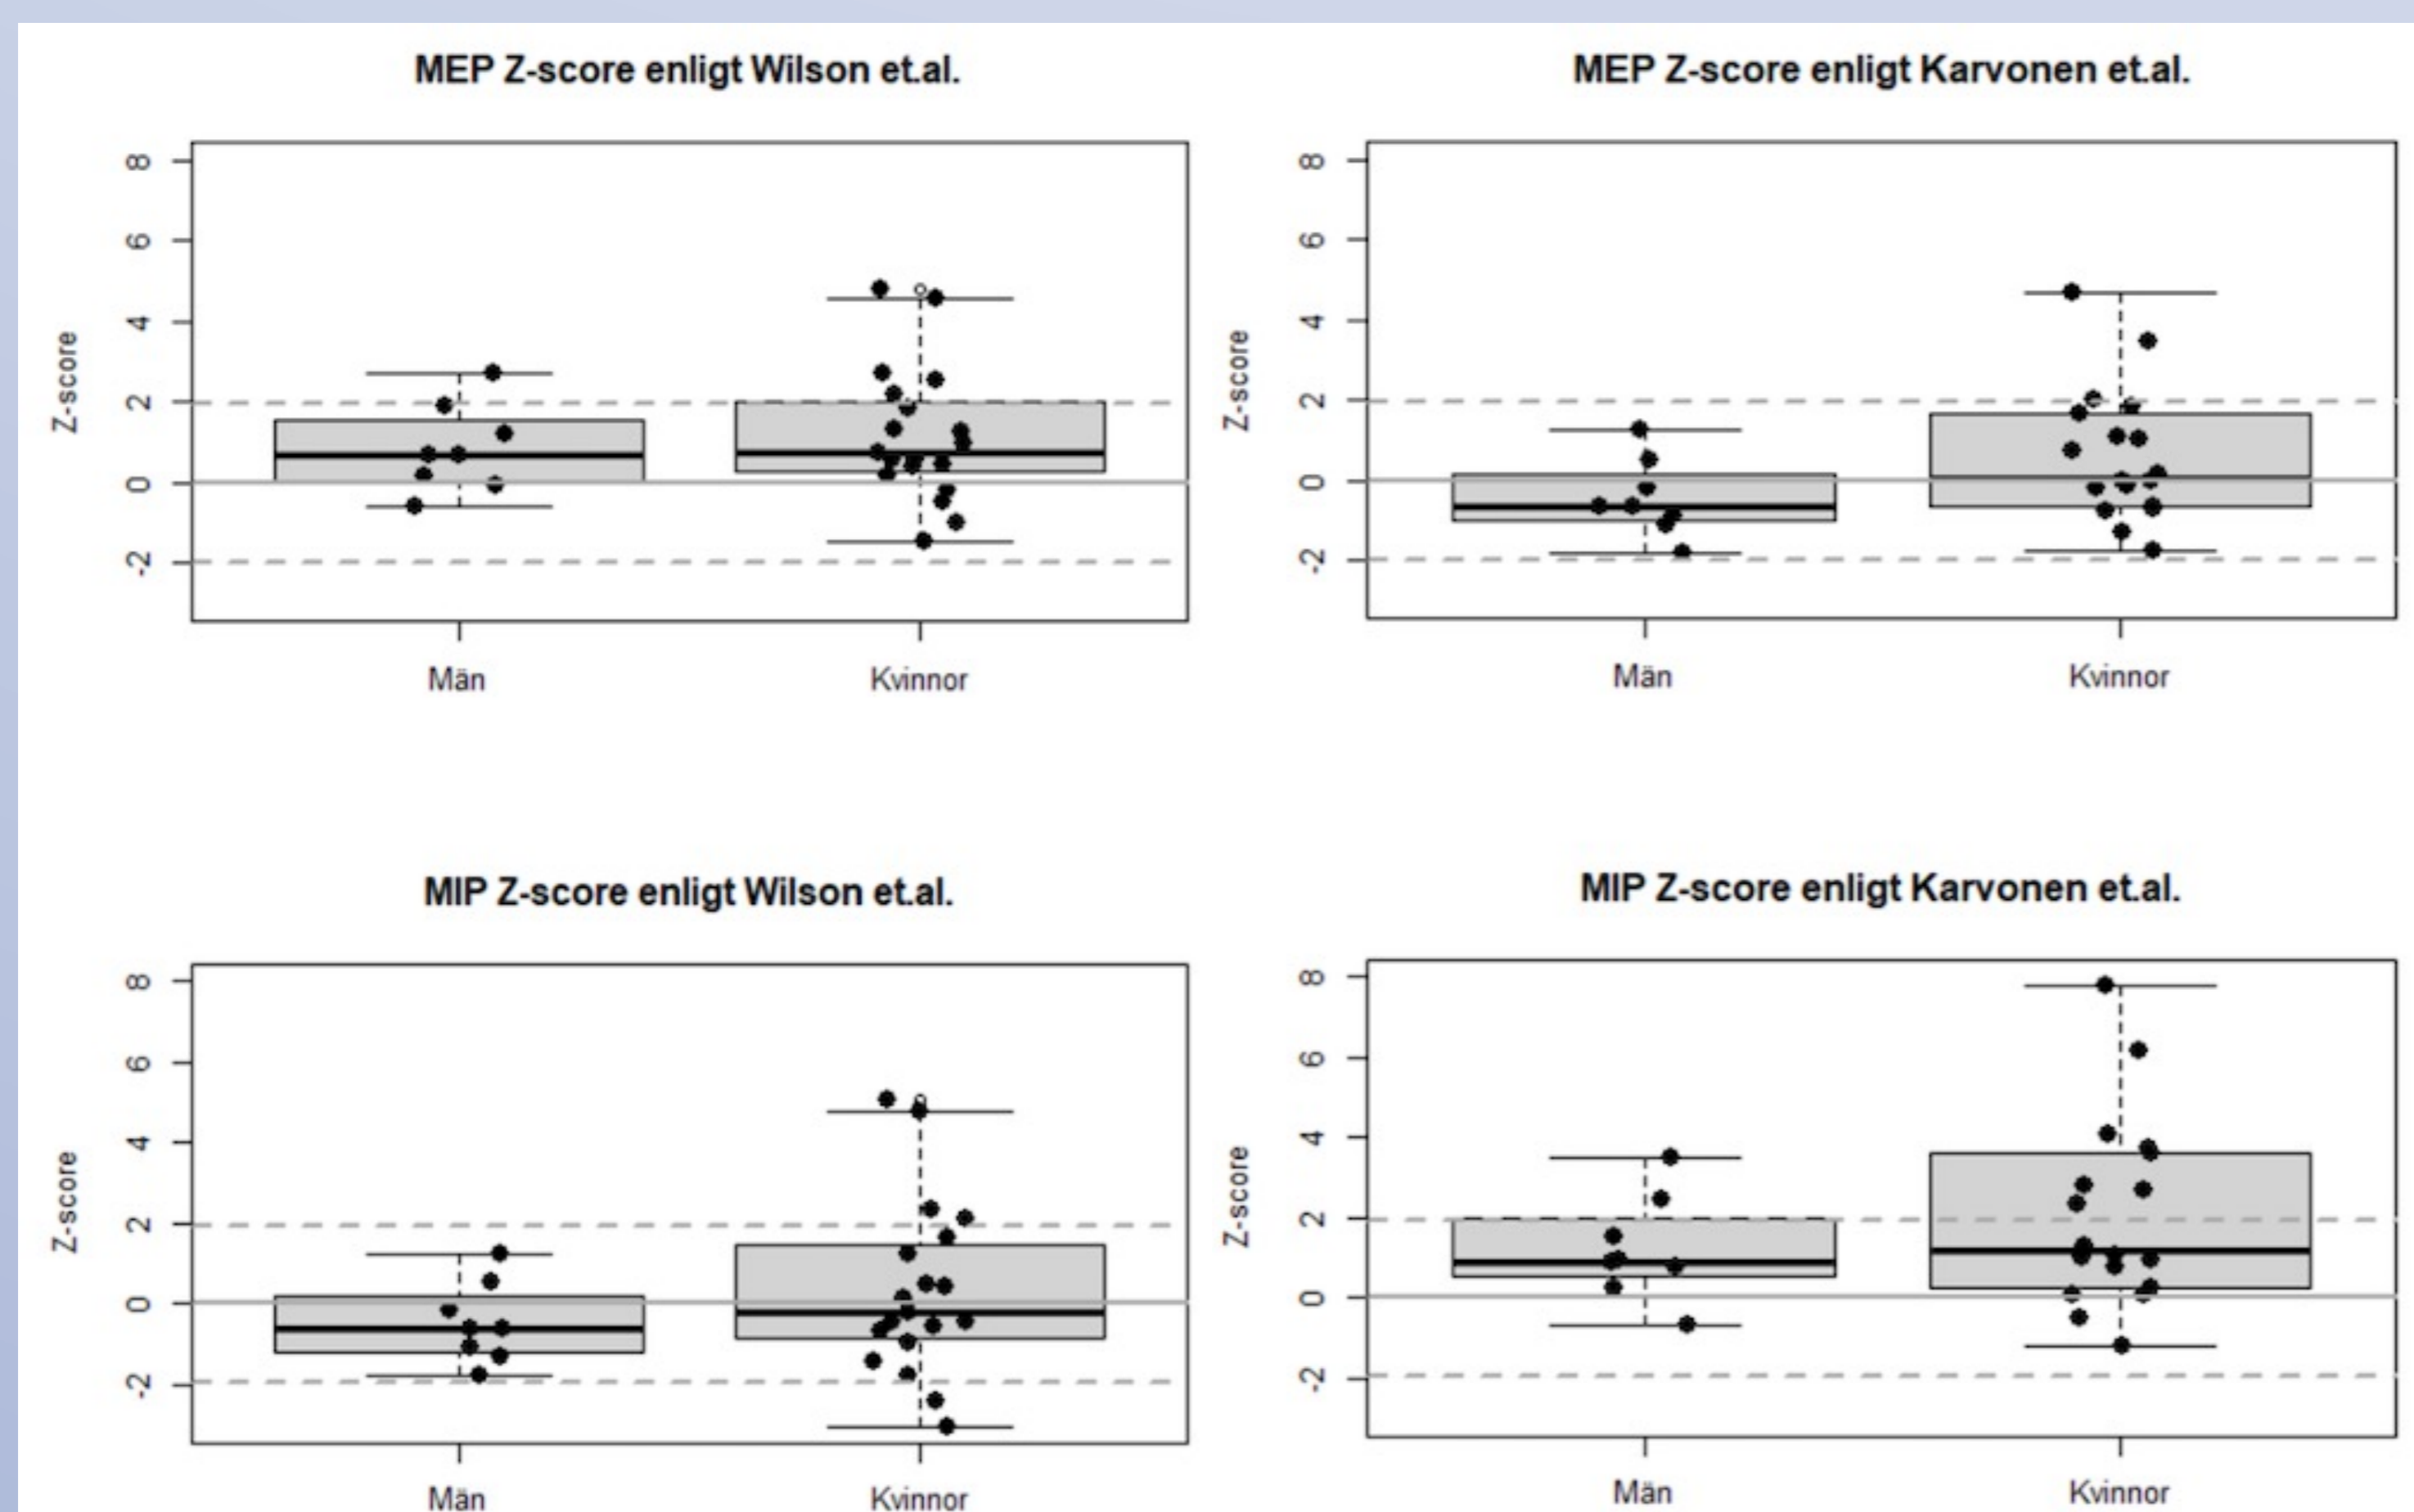 MEP Z-score enligt Wilson et.al.
Z-score
8
6
4
2
0
-2
Män Kvinnor
MEP Z-score enligt Karvonen et.al.
Z-score
8
6
4
2
0
-2
Män Kvinnor
MIP Z-score enligt Wilson et.al.
Z-score
8
6
4
2
0
-2
Män Kvinnor
MIP Z-score enligt Karvonen et.al.
Z-score
8
6
4
2
0
-2
Män Kvinnor